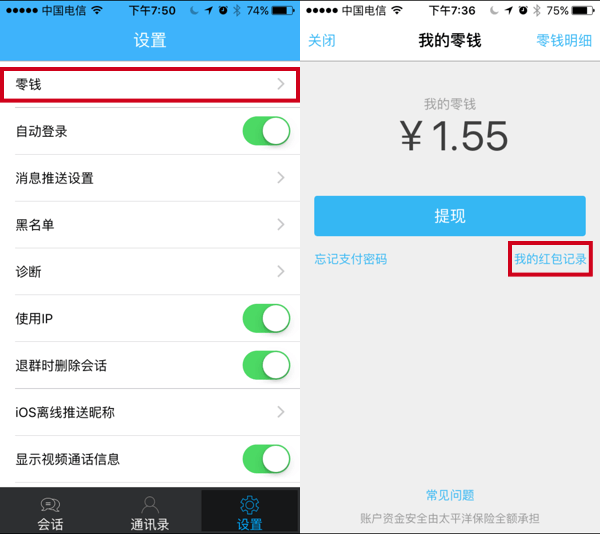 中国电信 下午7:50 74%
设置
零钱
自动登录
消息推送设置
黑名单
诊断
使用IP
退群时删除会话
iOS离线推送昵称
显示视频通话信息
会话 通讯录 设置
中国电信 下午7:36 75%
关闭 我的零钱 零钱明细
我的零钱
￥1.55
提现
忘记支付密码 我的红包记录
常见问题
账户资金安全由太平洋保险全额承担